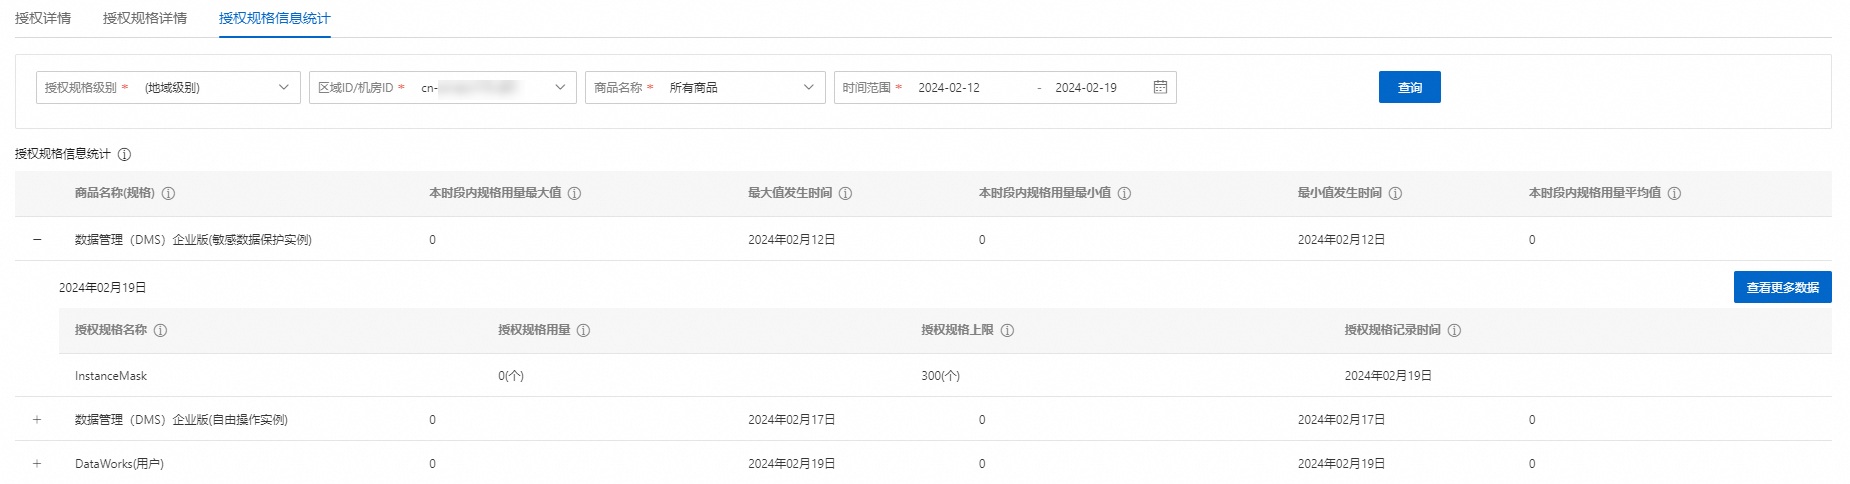 授权详情 授权规格详情 授权规格信息统计
授权规格级别 * (地域级别) 区域ID/机房ID * cn- 商品名称 * 所有商品 时间范围 * 2024-02-12 - 2024-02-19 查询
授权规格信息统计
商品名称(规格) 本时段内规格用量最大值 最大值发生时间 本时段内规格用量最小值 最小值发生时间 本时段内规格用量平均值
数据管理（DMS）企业版(敏感数据保护实例) 0 2024年02月12日 0 2024年02月12日 0
2024年02月19日 查看更多数据
授权规格名称 授权规格用量 授权规格上限 授权规格记录时间
InstanceMask 0(个) 300(个) 2024年02月19日
数据管理（DMS）企业版(自由操作实例) 0 2024年02月17日 0 2024年02月17日 0
DataWorks(用户) 0 2024年02月19日 0 2024年02月19日 0